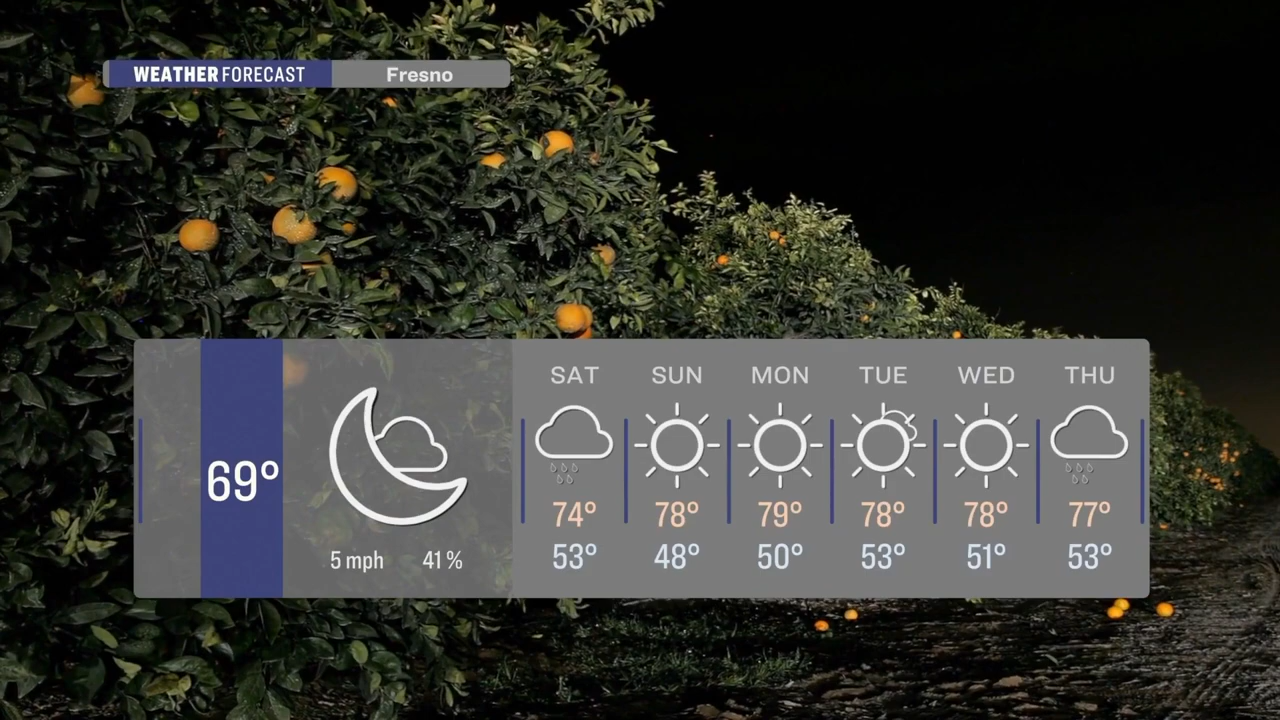 WEATHER FORECAST Fresno
69°
5 mph 41%
SAT SUN MON TUE WED THU
74° 78° 79° 78° 78° 77°
53° 48° 50° 53° 51° 53°